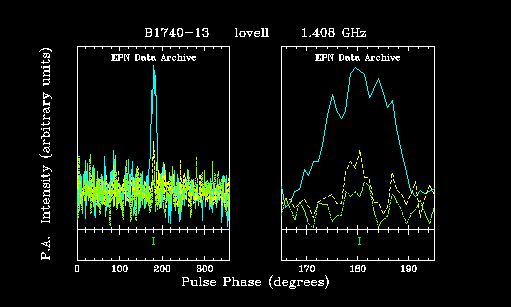 B1740-13 lovell 1.408 GHz
EPN Data Archive EPN Data Archive
P.A. Intensity (arbitrary units)
0 100 200 300 170 180 190
Pulse Phase (degrees)